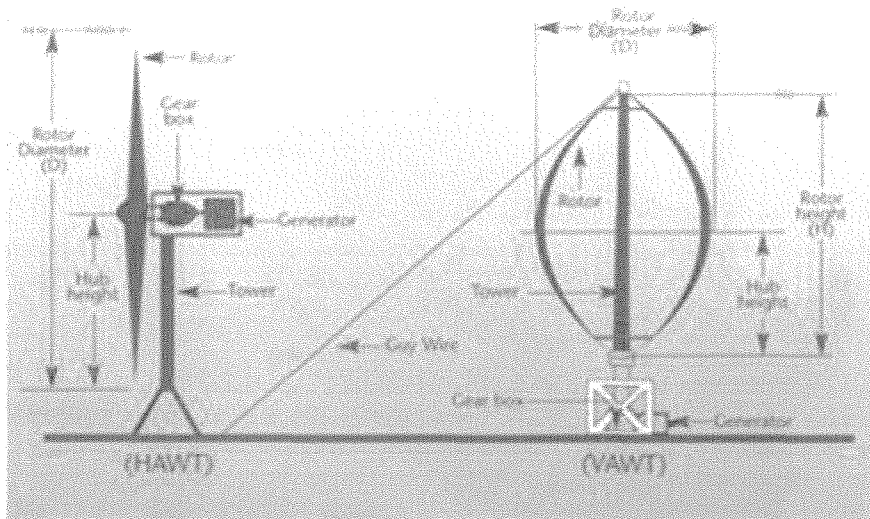 Rotor
Gear
box
Rotor
Diameter
(D)
Generator
Hub
height
Tower
Guy Wire
(HAWT)
Rotor
Diameter
(D)
Rotor
Rotor
height
(H)
Hub
height
Tower
Gear box
Generator
(VAWT)